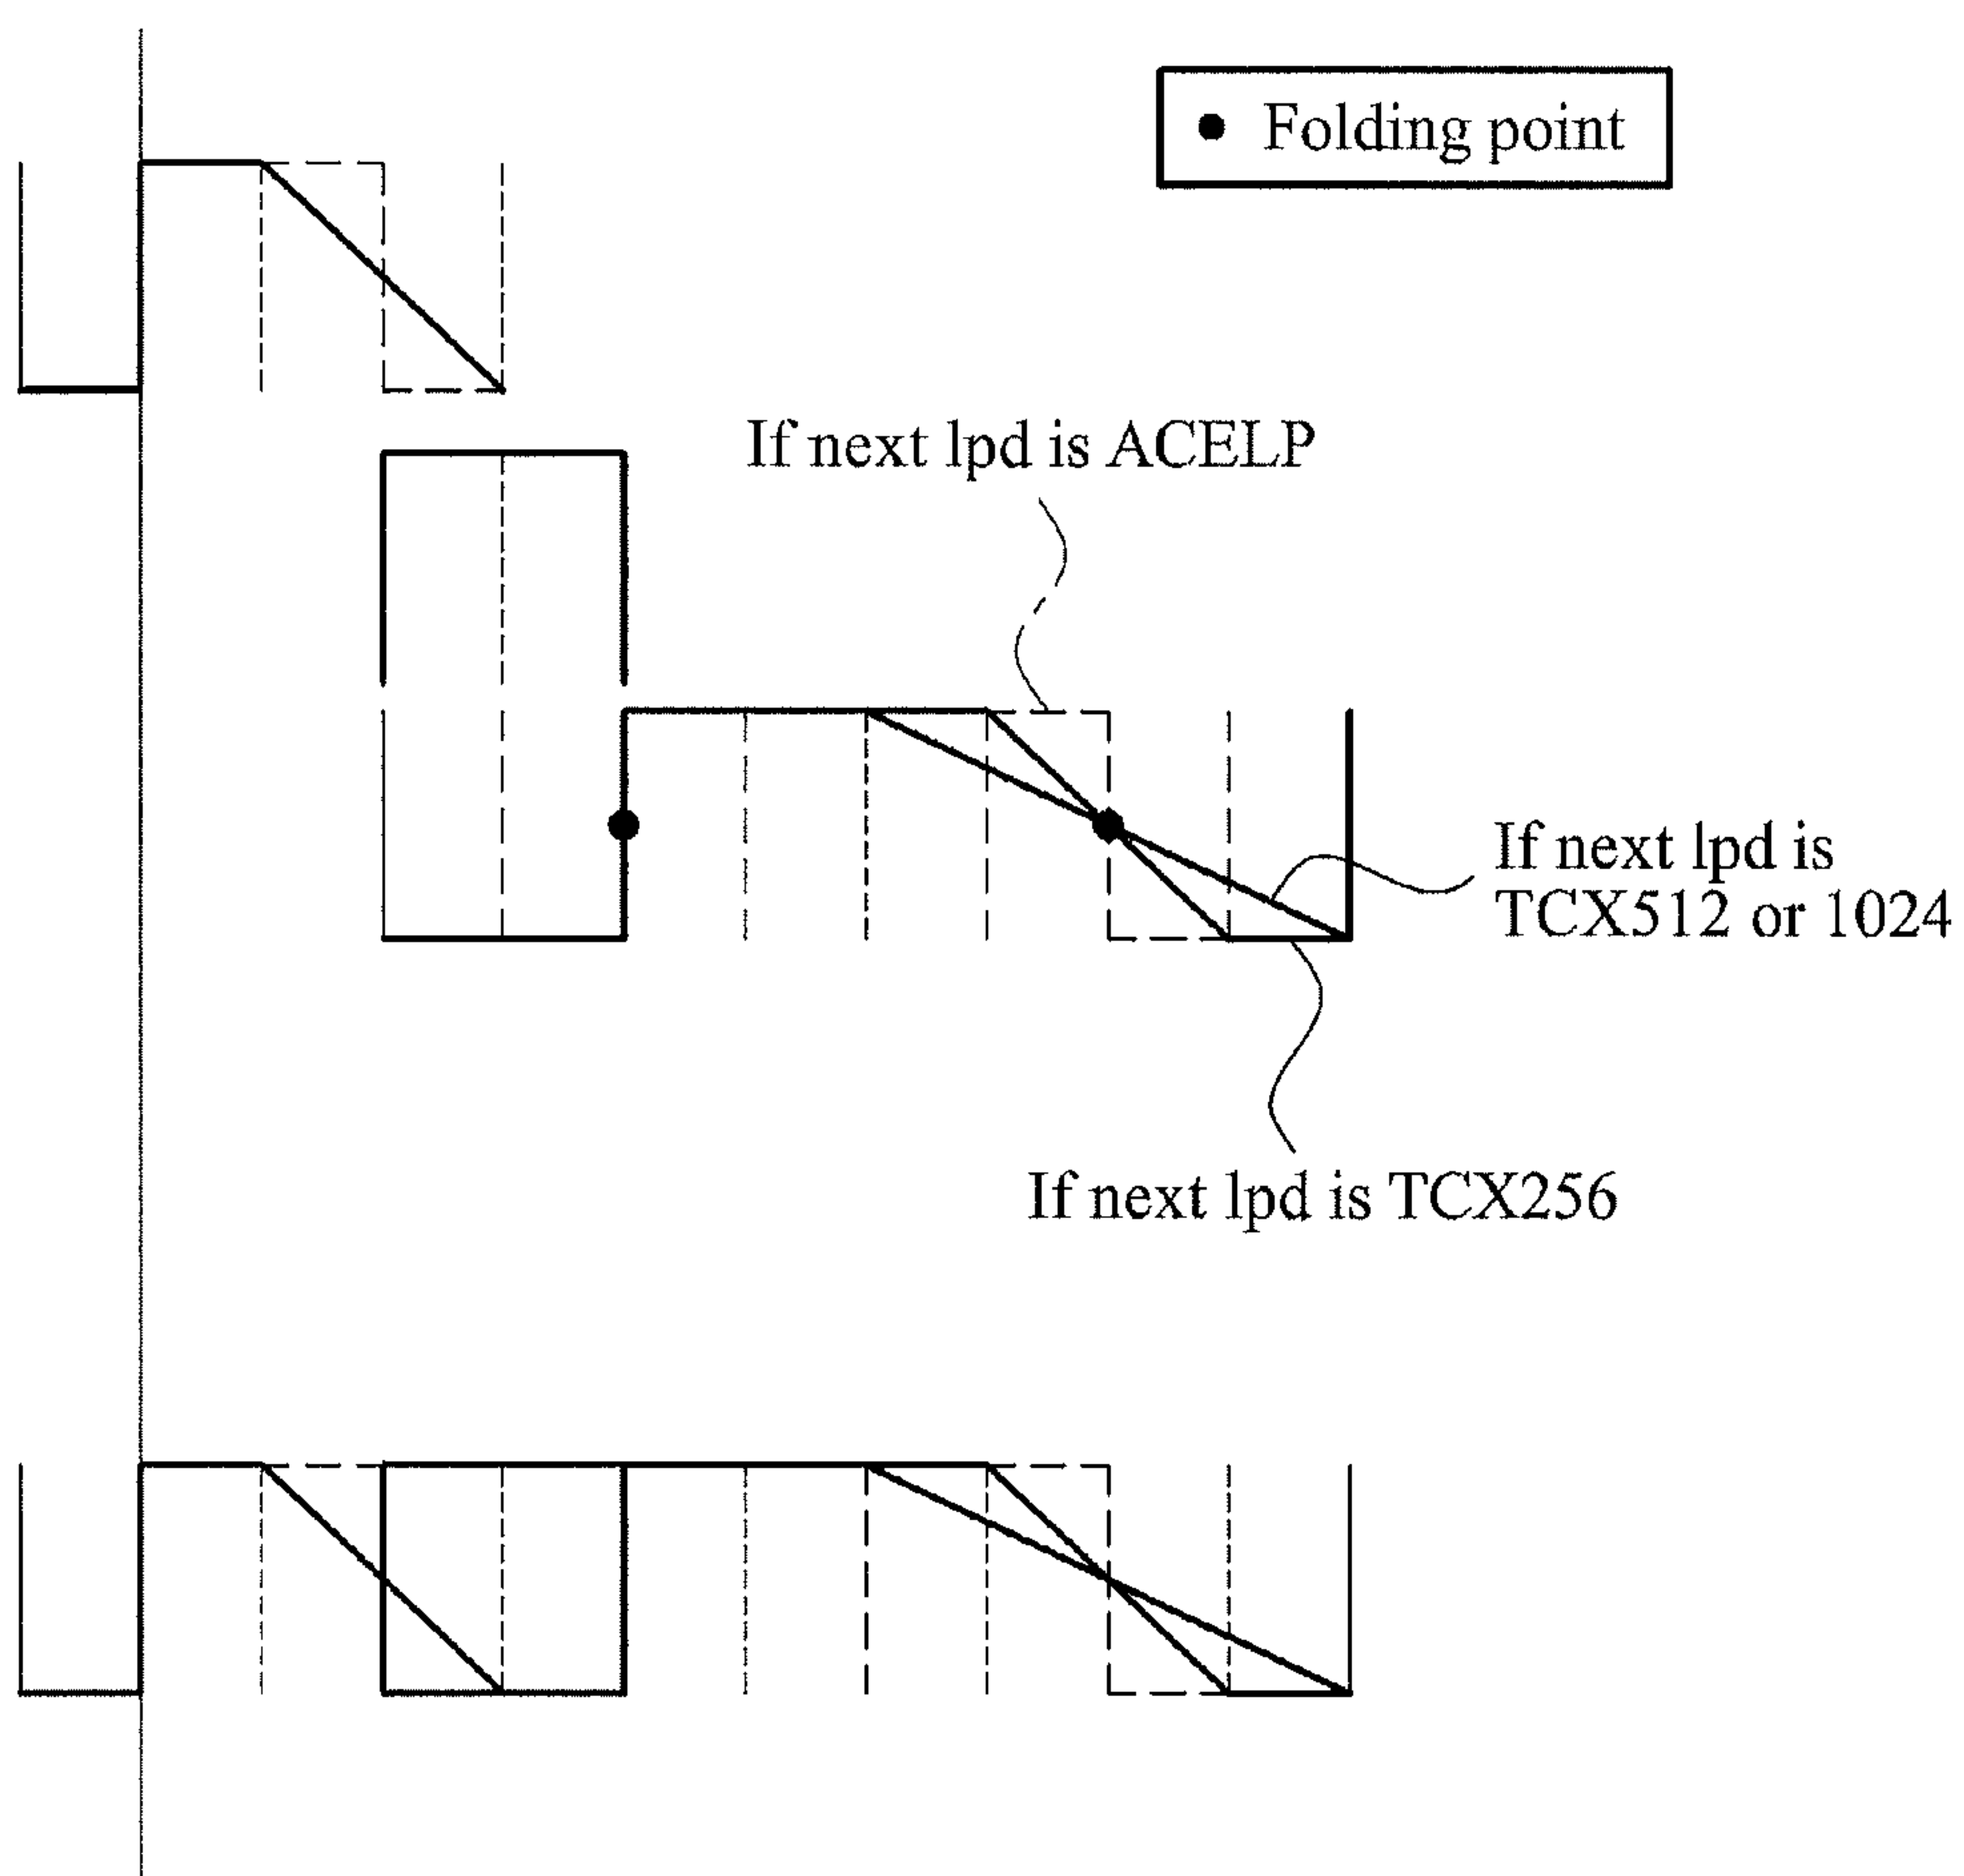 Folding point
If next lpd is ACELP
If next lpd is
TCX512 or 1024
If next lpd is TCX256